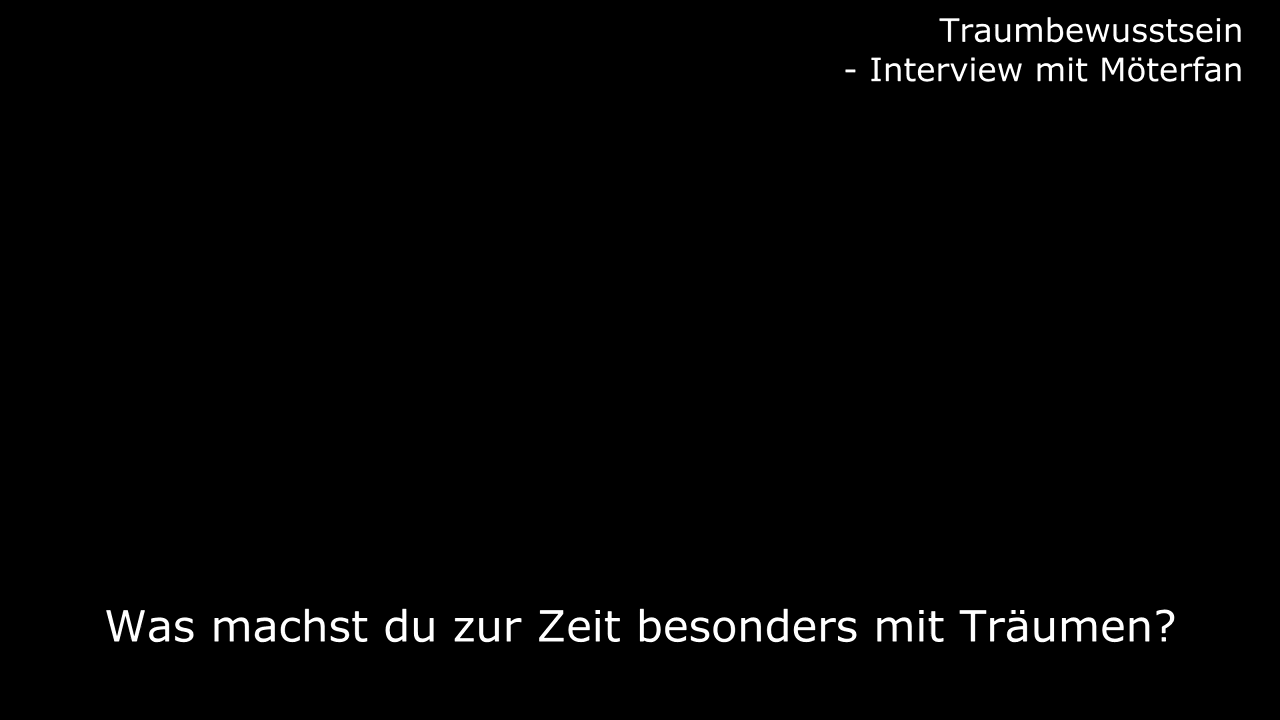 Traumbewusstsein
- Interview mit Möterfan
Was machst du zur Zeit besonders mit Träumen?